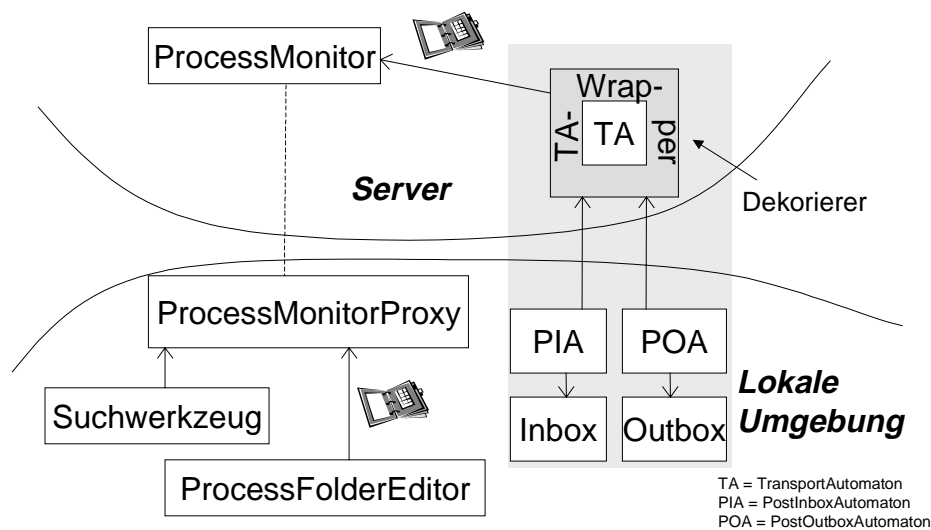 ProcessMonitor
Wrap-
TA-
TA
per
Server
Dekorierer
ProcessMonitorProxy
PIA
POA
Suchwerkzeug
Lokale
Umgebung
Inbox
Outbox
ProcessFolderEditor
TA = TransportAutomaton
PIA = PostInboxAutomaton
POA = PostOutboxAutomaton